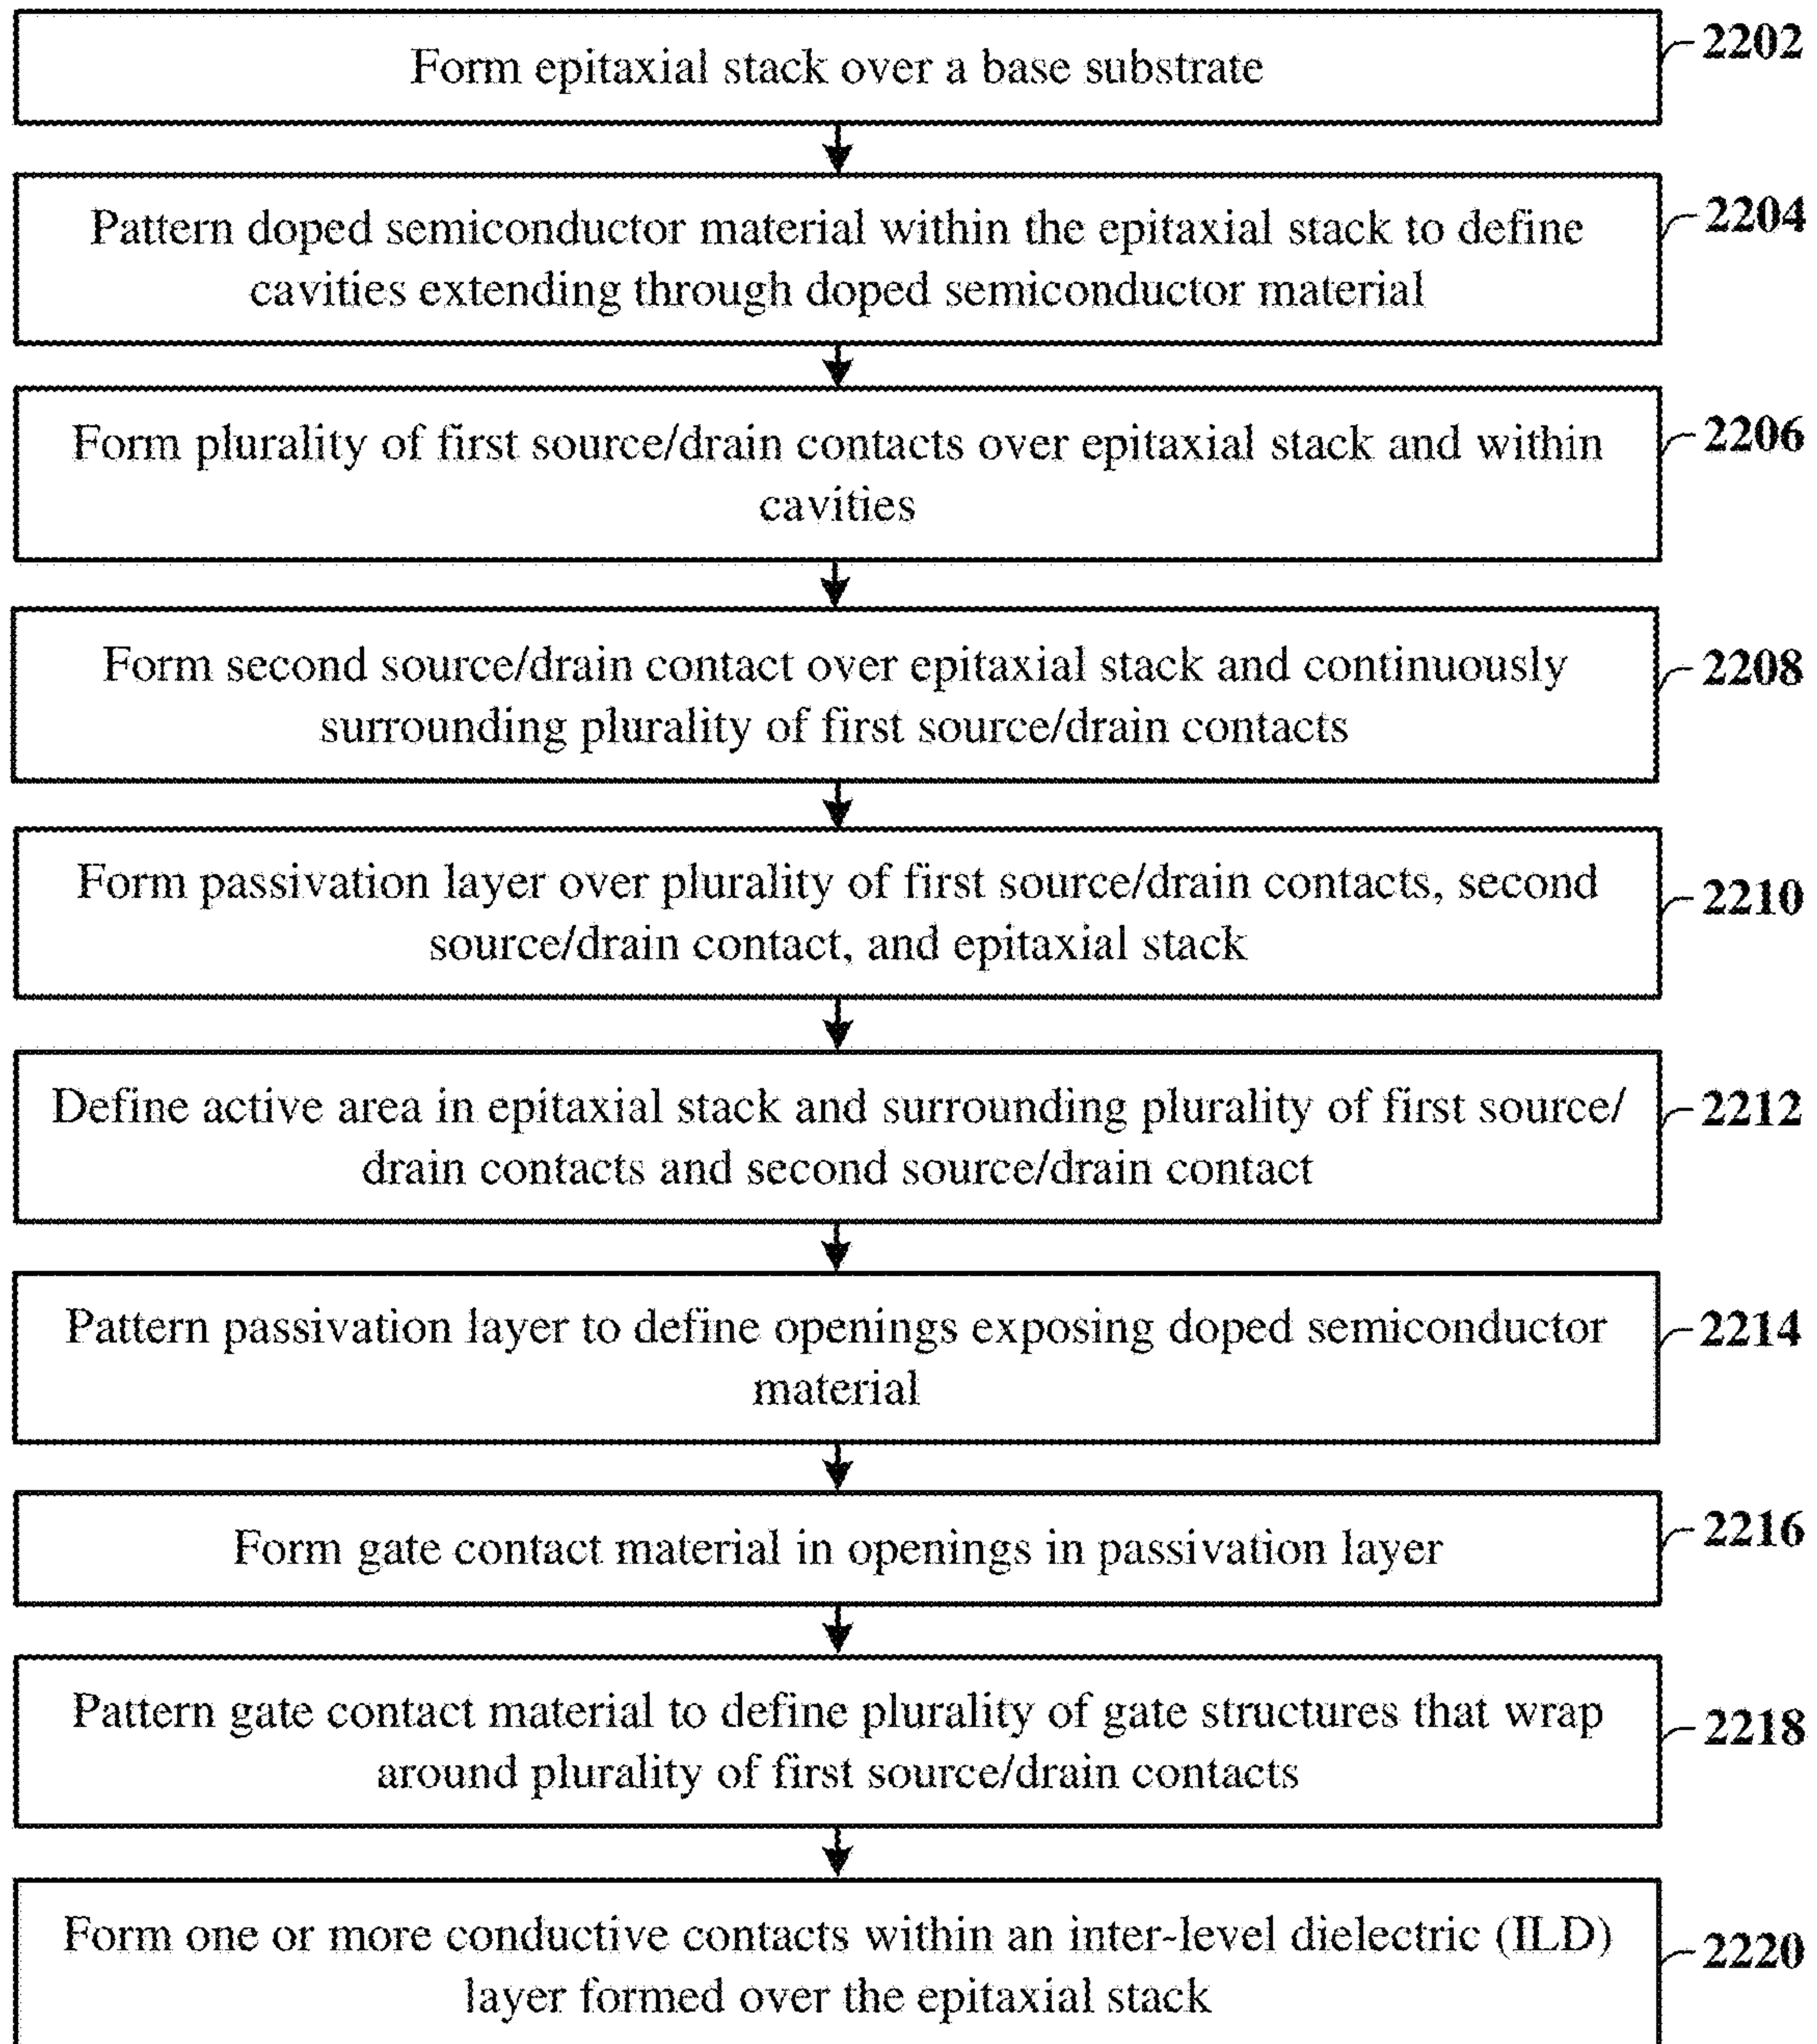 Form epitaxial stack over a base substrate
2202
Pattern doped semiconductor material within the epitaxial stack to define
cavities extending through doped semiconductor material
2204
Form plurality of first source/drain contacts over epitaxial stack and within
cavities
2206
Form second source/drain contact over epitaxial stack and continuously
surrounding plurality of first source/drain contacts
2208
Form passivation layer over plurality of first source/drain contacts, second
source/drain contact, and epitaxial stack
2210
Define active area in epitaxial stack and surrounding plurality of first source/
drain contacts and second source/drain contact
2212
Pattern passivation layer to define openings exposing doped semiconductor
material
2214
Form gate contact material in openings in passivation layer
2216
Pattern gate contact material to define plurality of gate structures that wrap
around plurality of first source/drain contacts
2218
Form one or more conductive contacts within an inter-level dielectric (ILD)
layer formed over the epitaxial stack
2220